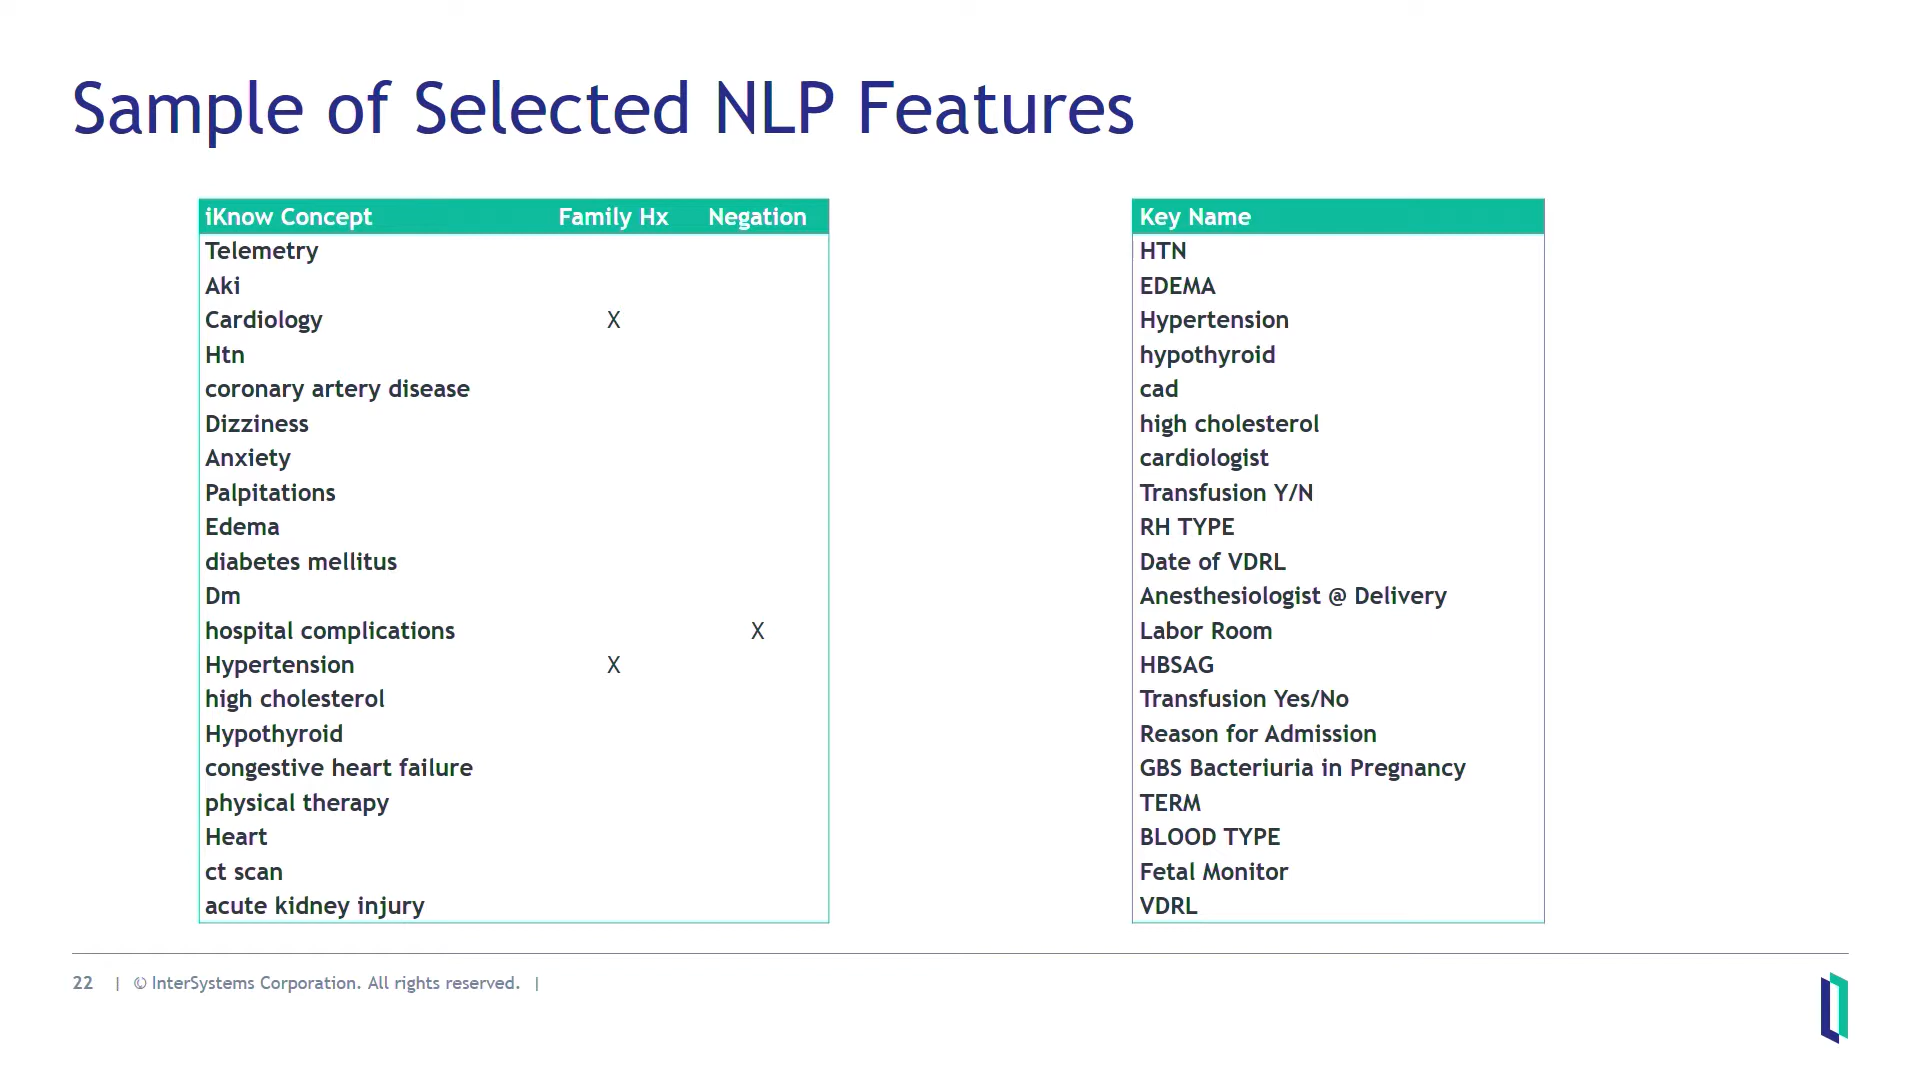 Sample of Selected NLP Features
iKnow Concept Family Hx Negation
Telemetry
Aki
Cardiology X
Htn
coronary artery disease
Dizziness
Anxiety
Palpitations
Edema
diabetes mellitus
Dm
hospital complications X
Hypertension X
high cholesterol
Hypothyroid
congestive heart failure
physical therapy
Heart
ct scan
acute kidney injury
Key Name
HTN
EDEMA
Hypertension
hypothyroid
cad
high cholesterol
cardiologist
Transfusion Y/N
RH TYPE
Date of VDRL
Anesthesiologist @ Delivery
Labor Room
HBSAG
Transfusion Yes/No
Reason for Admission
GBS Bacteriuria in Pregnancy
TERM
BLOOD TYPE
Fetal Monitor
VDRL
22 | © InterSystems Corporation. All rights reserved. |